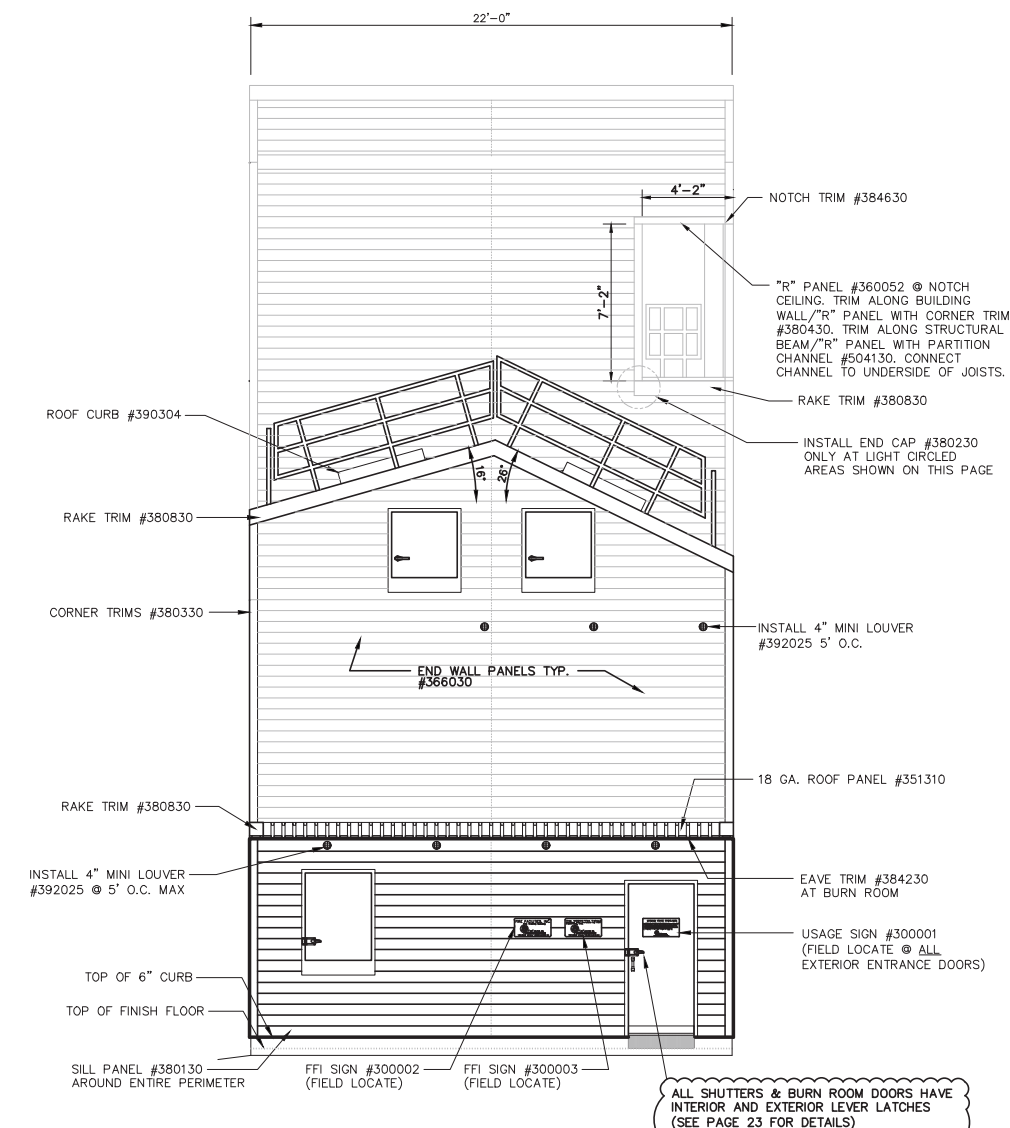 22'-0"
4'-2"
NOTCH TRIM #384630
7'-2"
"R" PANEL #360052 @ NOTCH
CEILING. TRIM ALONG BUILDING
WALL/"R" PANEL WITH CORNER TRIM
#380430. TRIM ALONG STRUCTURAL
BEAM/"R" PANEL WITH PARTITION
CHANNEL #504130. CONNECT
CHANNEL TO UNDERSIDE OF JOISTS.
RAKE TRIM #380830
ROOF CURB #390304
INSTALL END CAP #380230
ONLY AT LIGHT CIRCLED
AREAS SHOWN ON THIS PAGE
16°
26°
RAKE TRIM #380830
CORNER TRIMS #380330
INSTALL 4" MINI LOUVER
#392025 5' O.C.
END WALL PANELS TYP.
#366030
18 GA. ROOF PANEL #351310
RAKE TRIM #380830
INSTALL 4" MINI LOUVER
#392025 @ 5' O.C. MAX
EAVE TRIM #384230
AT BURN ROOM
USAGE SIGN #300001
(FIELD LOCATE @ ALL
EXTERIOR ENTRANCE DOORS)
TOP OF 6" CURB
TOP OF FINISH FLOOR
SILL PANEL #380130
AROUND ENTIRE PERIMETER
FFI SIGN #300002
(FIELD LOCATE)
FFI SIGN #300003
(FIELD LOCATE)
ALL SHUTTERS & BURN ROOM DOORS HAVE
INTERIOR AND EXTERIOR LEVER LATCHES
(SEE PAGE 23 FOR DETAILS)